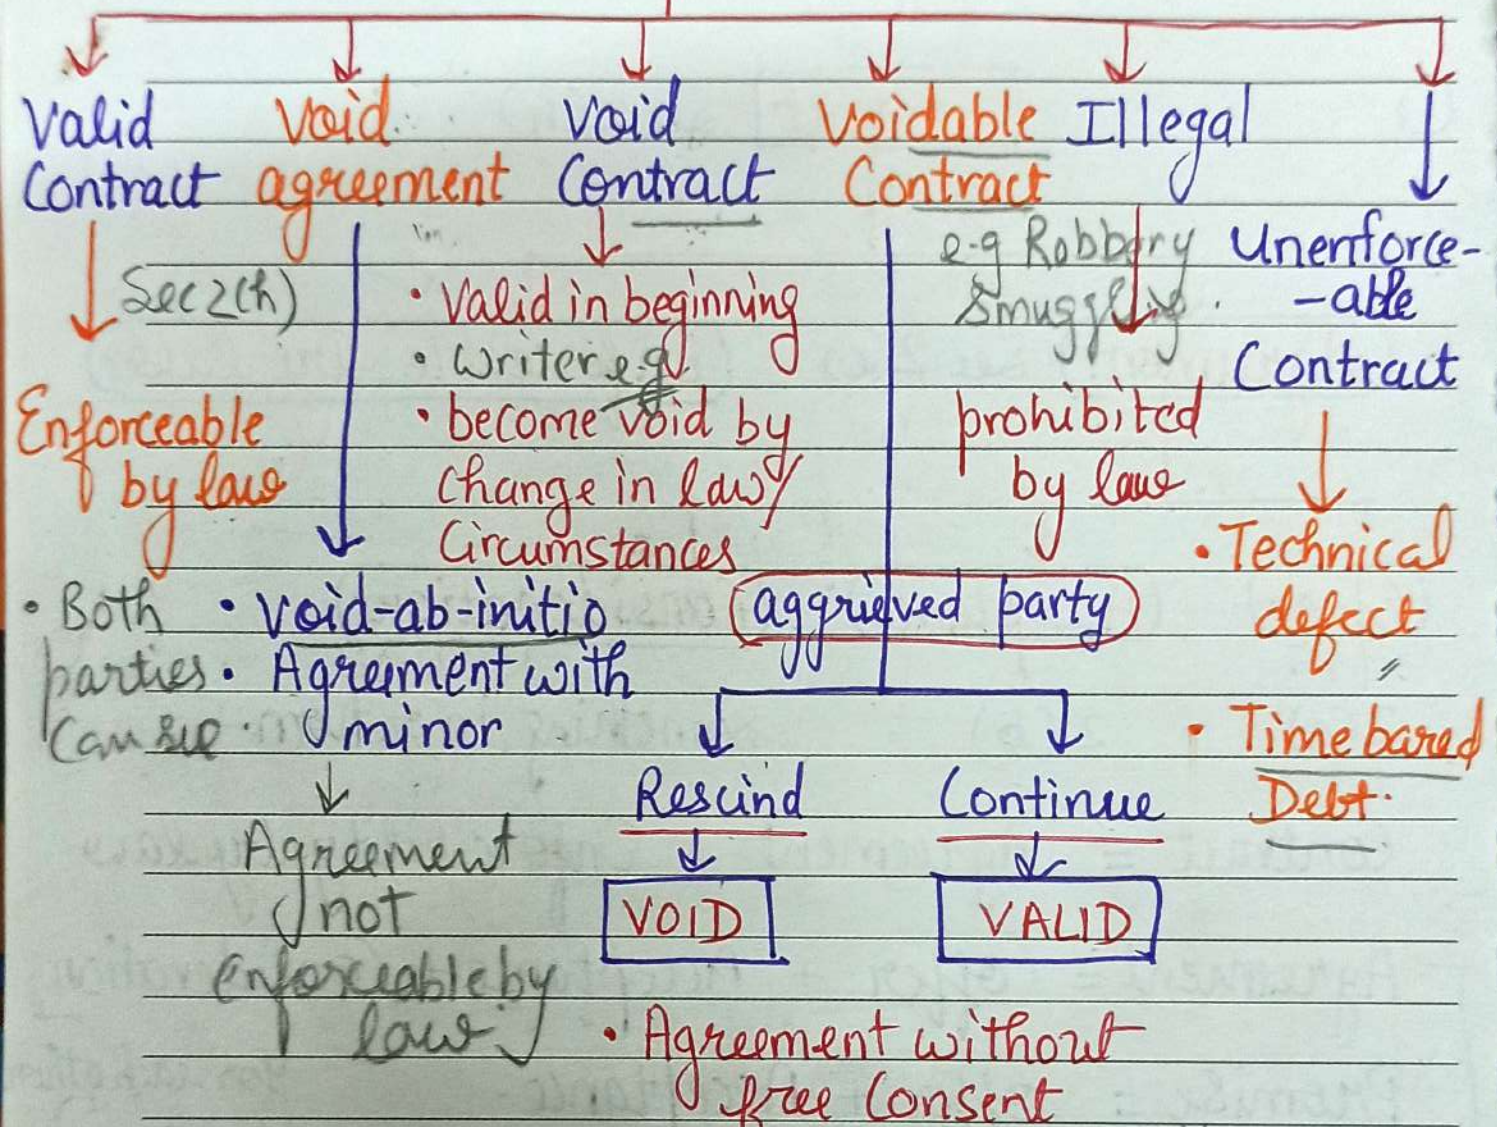 Valid
Contract
Sec 2(h)
Enforceable
by law
• Both
parties
Can sue
Void
agreement
• Void-ab-initio
• Agreement with
minor
Agreement
not
Enforceable by
law
Void
Contract
• Valid in beginning
• Writer e.g
• become void by
Change in law/
Circumstances
Voidable
Contract
aggrieved party
Rescind
VOID
Continue
VALID
• Agreement without
free Consent
Illegal
e.g Robbery
Smuggling
prohibited
by law
Unenforce-
-able
Contract
• Technical
defect
• Time bared
Debt.